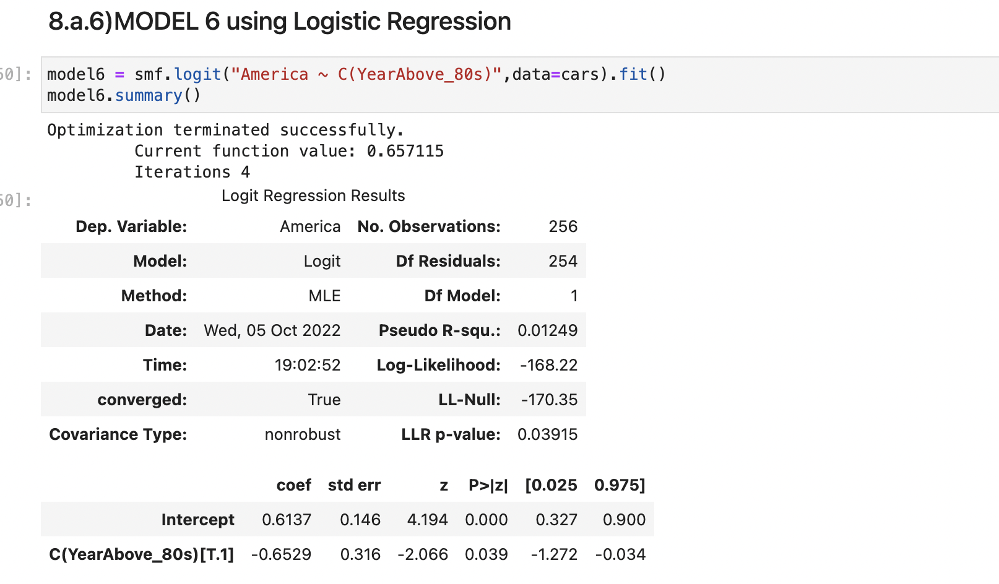 8.a.6)MODEL 6 using Logistic Regression
50]: model6 = smf.logit("America ~ C(YearAbove_80s)",data=cars).fit()
model6.summary()
Optimization terminated successfully.
Current function value: 0.657115
Iterations 4
50]: Logit Regression Results
Dep. Variable: America No. Observations: 256
Model: Logit Df Residuals: 254
Method: MLE Df Model: 1
Date: Wed, 05 Oct 2022 Pseudo R-squ.: 0.01249
Time: 19:02:52 Log-Likelihood: -168.22
converged: True LL-Null: -170.35
Covariance Type: nonrobust LLR p-value: 0.03915
coef std err z P>|z| [0.025 0.975]
Intercept 0.6137 0.146 4.194 0.000 0.327 0.900
C(YearAbove_80s)[T.1] -0.6529 0.316 -2.066 0.039 -1.272 -0.034